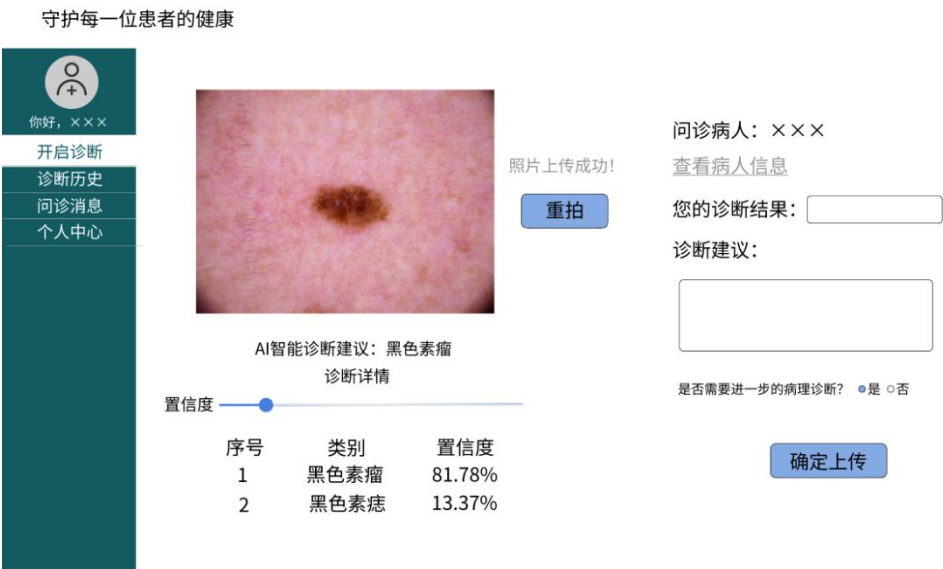 守护每一位患者的健康
你好，×××
开启诊断
诊断历史
问诊消息
个人中心
照片上传成功！
重拍
AI智能诊断建议：黑色素瘤
诊断详情
置信度
序号 类别 置信度
1 黑色素瘤 81.78%
2 黑色素痣 13.37%
问诊病人：×××
查看病人信息
您的诊断结果：
诊断建议：
是否需要进一步的病理诊断？ 是 否
确定上传